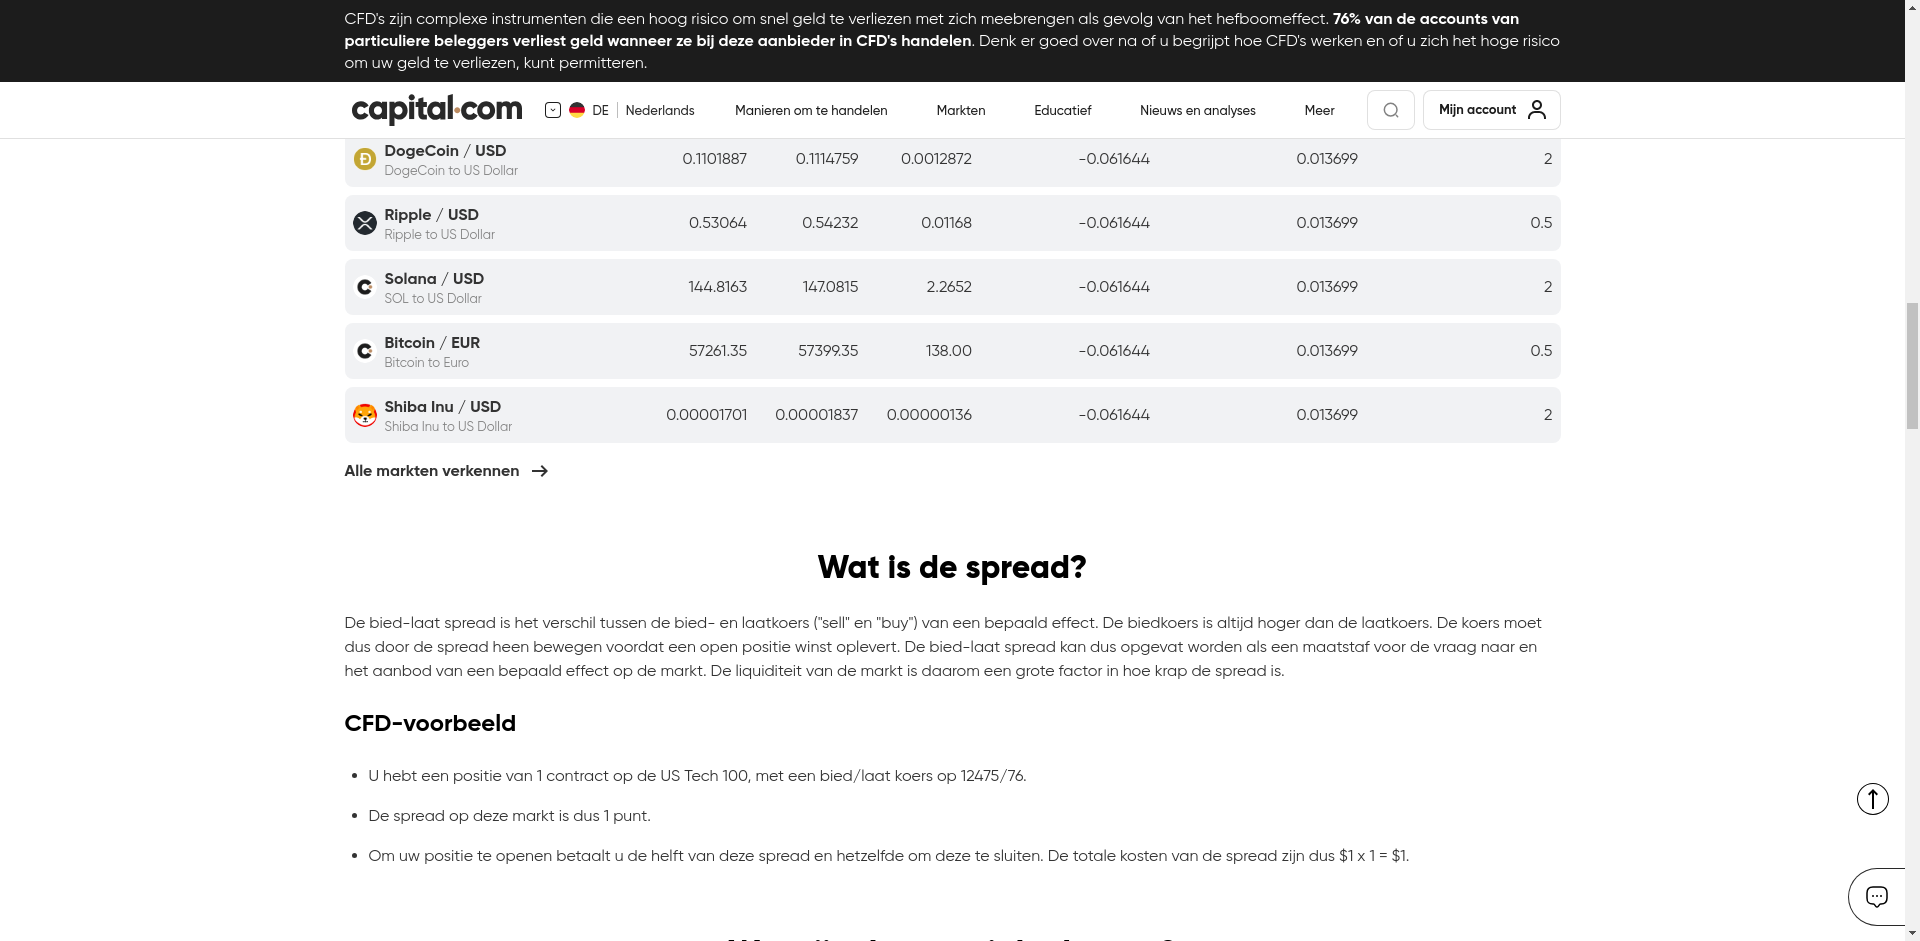 CFD's zijn complexe instrumenten die een hoog risico om snel geld te verliezen met zich meebrengen als gevolg van het hefboomeffect. 76% van de accounts van
particuliere beleggers verliest geld wanneer ze bij deze aanbieder in CFD's handelen. Denk er goed over na of u begrijpt hoe CFD's werken en of u zich het hoge risico
om uw geld te verliezen, kunt permitteren.
capital.com DE Nederlands Manieren om te handelen Markten Educatief Nieuws en analyses Meer Mijn account
DogeCoin / USD 0.1101887 0.1114759 0.0012872 -0.061644 0.013699 2
DogeCoin to US Dollar
Ripple / USD 0.53064 0.54232 0.01168 -0.061644 0.013699 0.5
Ripple to US Dollar
Solana / USD 144.8163 147.0815 2.2652 -0.061644 0.013699 2
SOL to US Dollar
Bitcoin / EUR 57261.35 57399.35 138.00 -0.061644 0.013699 0.5
Bitcoin to Euro
Shiba Inu / USD 0.00001701 0.00001837 0.00000136 -0.061644 0.013699 2
Shiba Inu to US Dollar
Alle markten verkennen
Wat is de spread?
De bied-laat spread is het verschil tussen de bied- en laatkoers ("sell" en "buy") van een bepaald effect. De biedkoers is altijd hoger dan de laatkoers. De koers moet
dus door de spread heen bewegen voordat een open positie winst oplevert. De bied-laat spread kan dus opgevat worden als een maatstaf voor de vraag naar en
het aanbod van een bepaald effect op de markt. De liquiditeit van de markt is daarom een grote factor in hoe krap de spread is.
CFD-voorbeeld
U hebt een positie van 1 contract op de US Tech 100, met een bied/laat koers op 12475/76.
De spread op deze markt is dus 1 punt.
Om uw positie te openen betaalt u de helft van deze spread en hetzelfde om deze te sluiten. De totale kosten van de spread zijn dus $1 x 1 = $1.